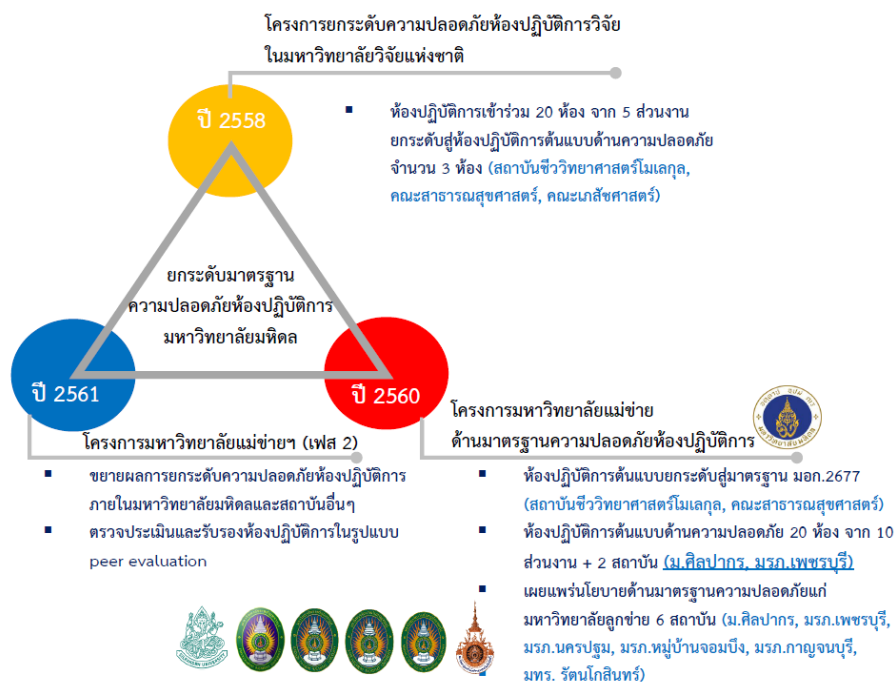 โครงการยกระดับความปลอดภัยห้องปฏิบัติการวิจัย
ในมหาวิทยาลัยวิจัยแห่งชาติ
ปี 2558
▪ ห้องปฏิบัติการเข้าร่วม 20 ห้อง จาก 5 ส่วนงาน
ยกระดับสู่ห้องปฏิบัติการต้นแบบด้านความปลอดภัย
จำนวน 3 ห้อง (สถาบันชีววิทยาศาสตร์โมเลกุล,
คณะสาธารณสุขศาสตร์, คณะเภสัชศาสตร์)
ยกระดับมาตรฐาน
ความปลอดภัยห้องปฏิบัติการ
มหาวิทยาลัยมหิดล
ปี 2561
ปี 2560
โครงการมหาวิทยาลัยแม่ข่ายฯ (เฟส 2)
▪ ขยายผลการยกระดับความปลอดภัยห้องปฏิบัติการ
ภายในมหาวิทยาลัยมหิดลและสถาบันอื่นๆ
▪ ตรวจประเมินและรับรองห้องปฏิบัติการในรูปแบบ
peer evaluation
โครงการมหาวิทยาลัยแม่ข่าย
ด้านมาตรฐานความปลอดภัยห้องปฏิบัติการ
▪ ห้องปฏิบัติการต้นแบบยกระดับสู่มาตรฐาน มอก.2677
(สถาบันชีววิทยาศาสตร์โมเลกุล, คณะสาธารณสุขศาสตร์)
▪ ห้องปฏิบัติการต้นแบบด้านความปลอดภัย 20 ห้อง จาก 10
ส่วนงาน + 2 สถาบัน (ม.ศิลปากร, มรภ.เพชรบุรี)
▪ เผยแพร่นโยบายด้านมาตรฐานความปลอดภัยแก่
มหาวิทยาลัยลูกข่าย 6 สถาบัน (ม.ศิลปากร, มรภ.เพชรบุรี,
มรภ.นครปฐม, มรภ.หมู่บ้านจอมบึง, มรภ.กาญจนบุรี,
▪ มทร. รัตนโกสินทร์)